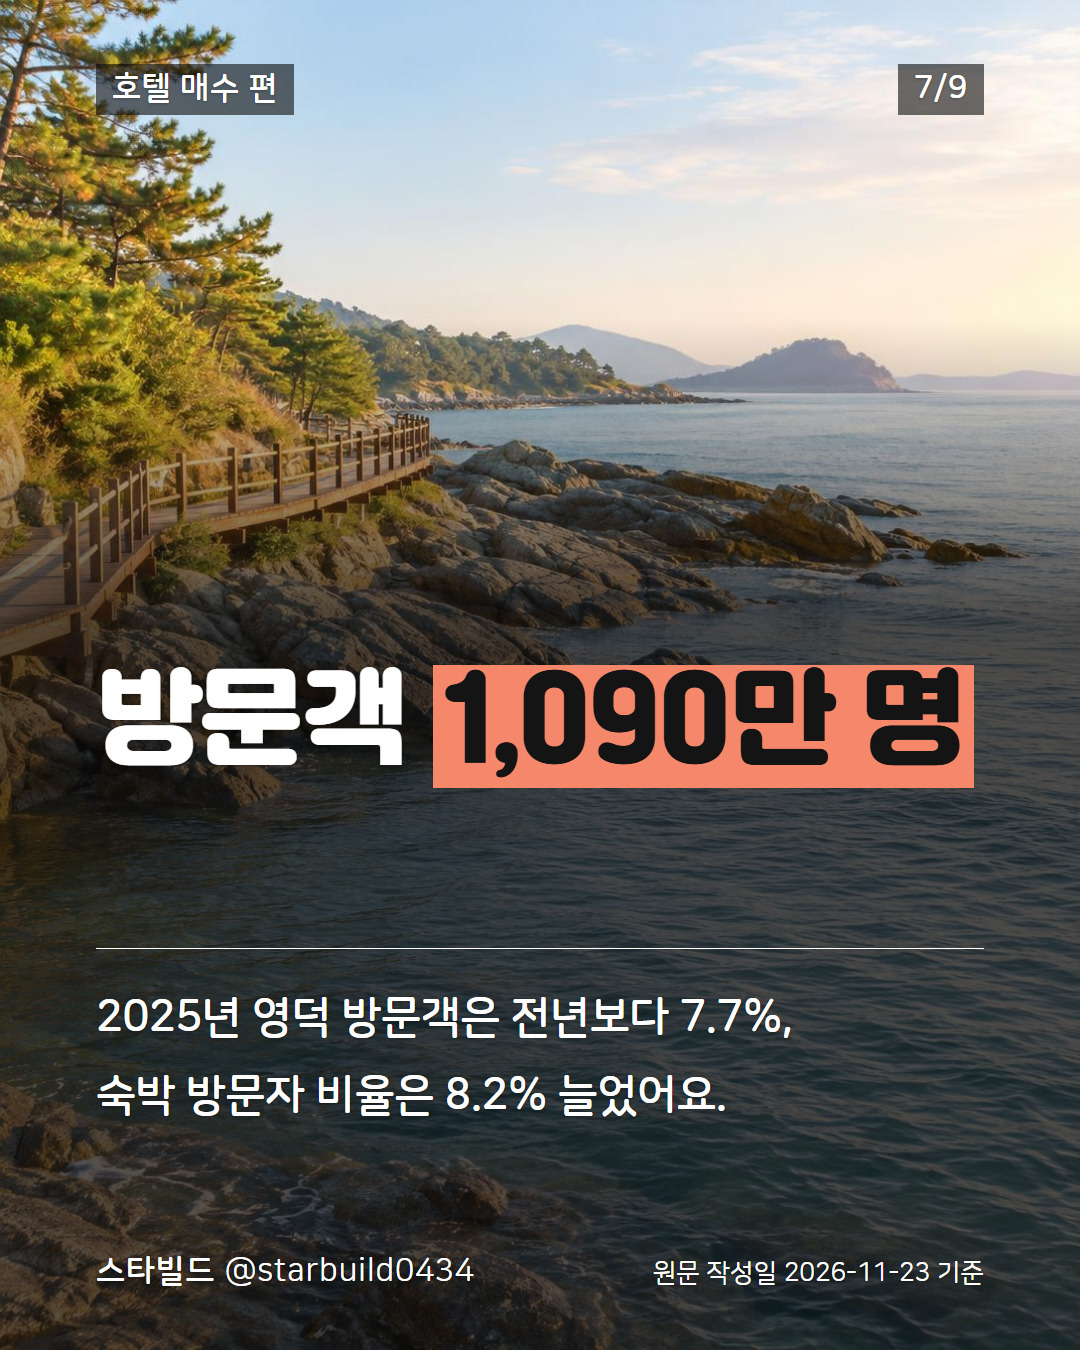 호텔 매수 편
7/9
방문객 1,090만 명
2025년 영덕 방문객은 전년보다 7.7%,
숙박 방문자 비율은 8.2% 늘었어요.
스타빌드 @starbuild0434
원문 작성일 2026-11-23 기준